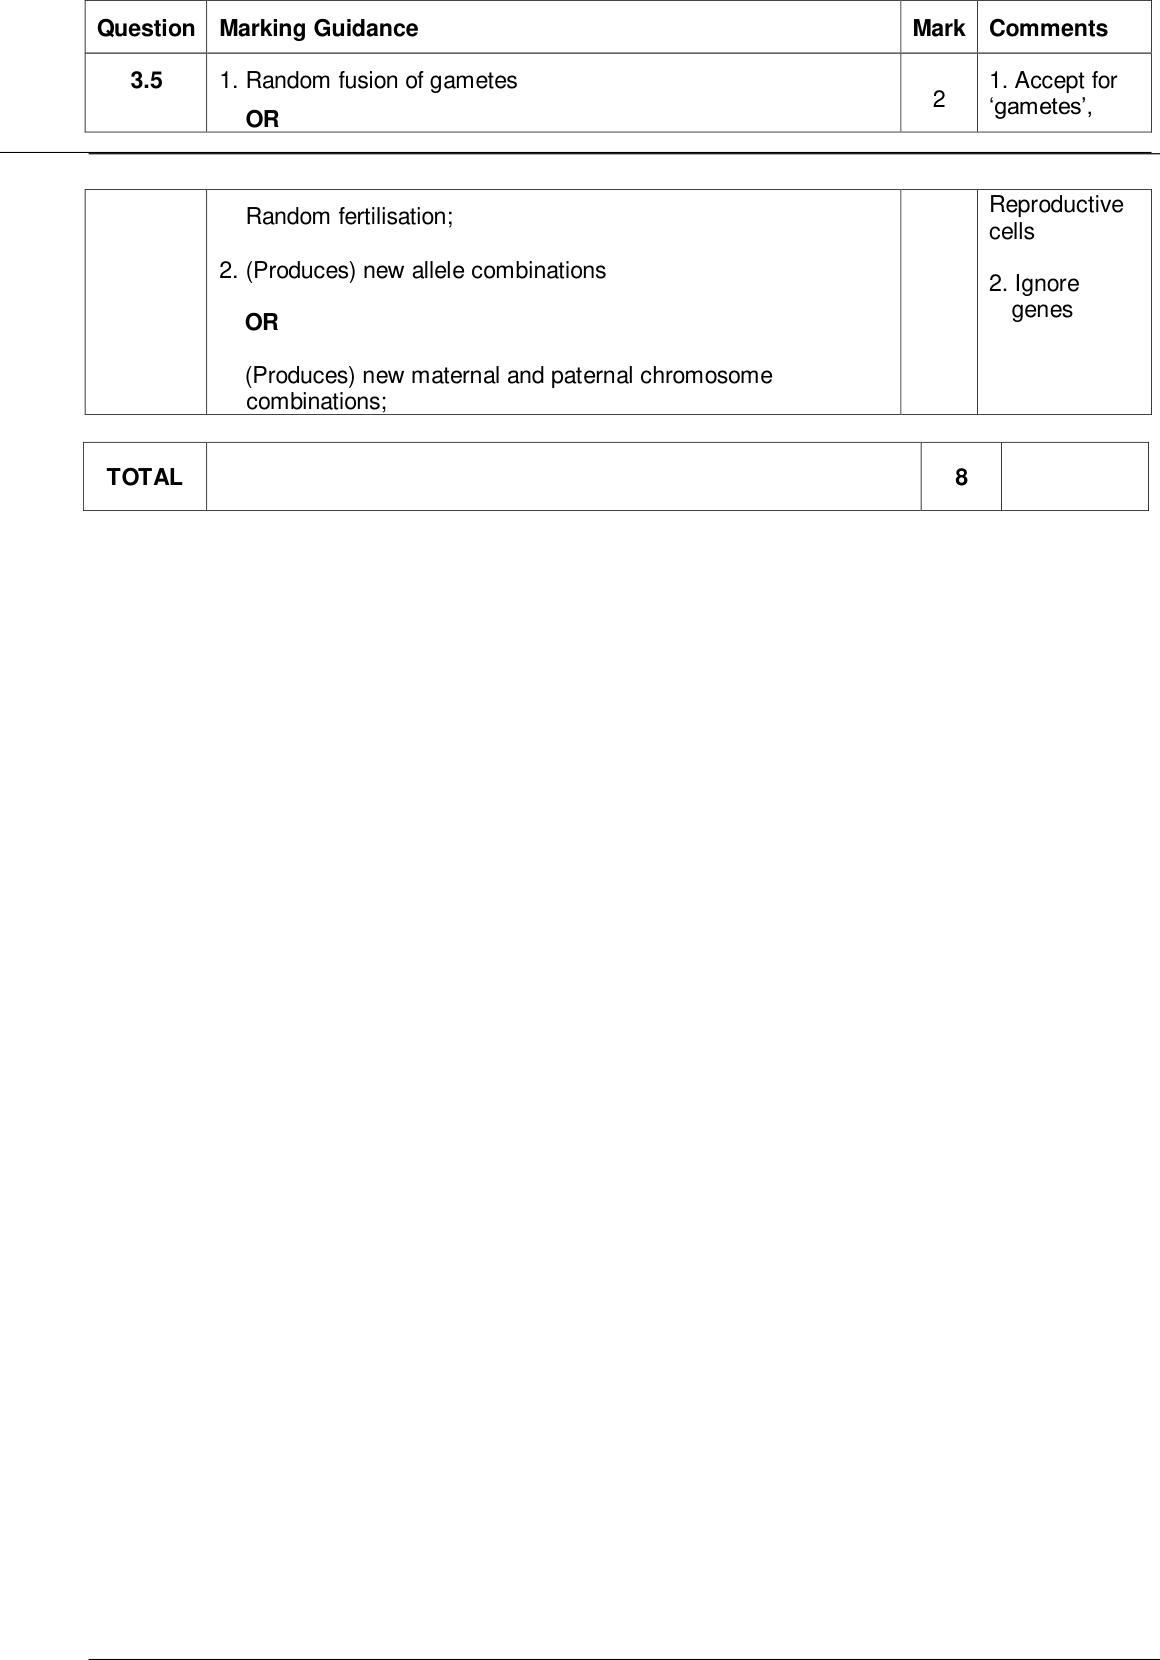 Question Marking Guidance Mark Comments
3.5 1. Random fusion of gametes 2 1. Accept for
OR ‘gametes’,
Random fertilisation; Reproductive
cells
2. (Produces) new allele combinations 2. Ignore
genes
OR
(Produces) new maternal and paternal chromosome
combinations;
TOTAL 8